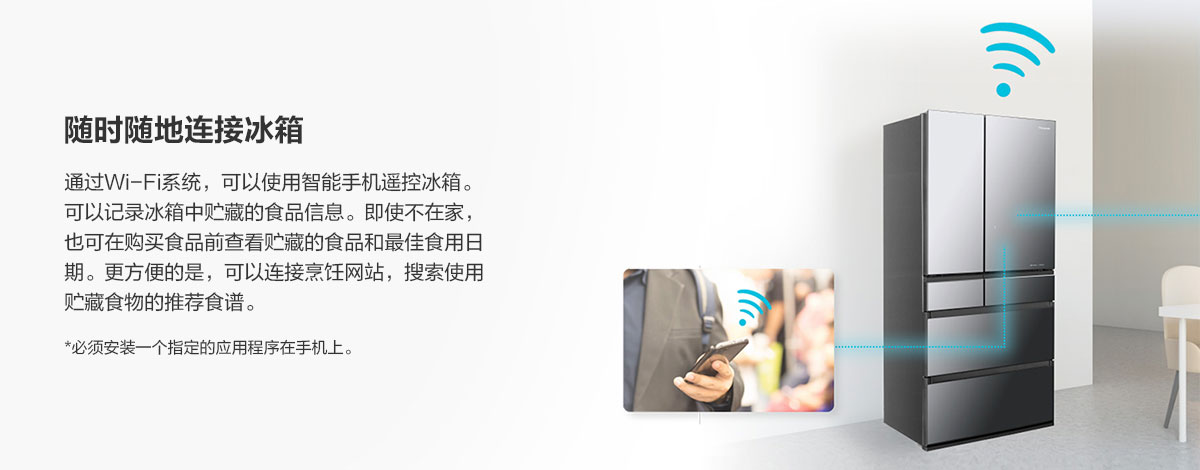 随时随地连接冰箱
通过Wi-Fi系统，可以使用智能手机遥控冰箱。
可以记录冰箱中贮藏的食品信息。即使不在家，
也可在购买食品前查看贮藏的食品和最佳食用日
期。更方便的是，可以连接烹饪网站，搜索使用
贮藏食物的推荐食谱。
*必须安装一个指定的应用程序在手机上。
Panasonic